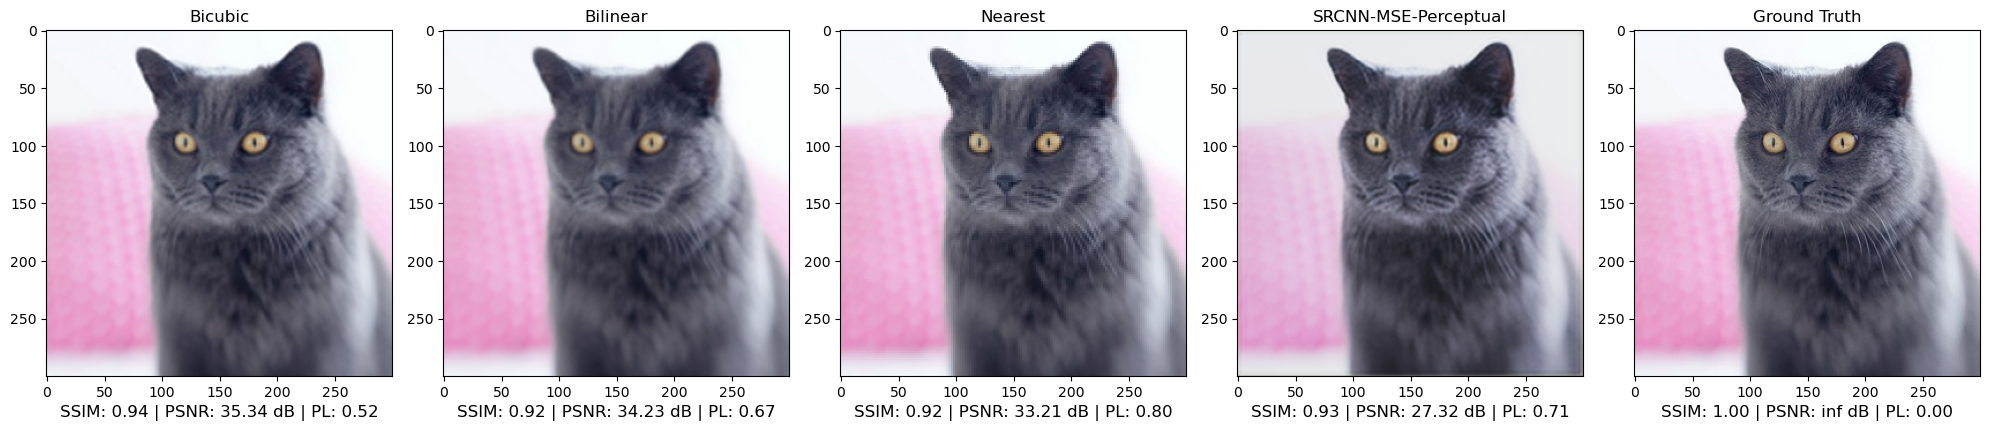 Bicubic
0
50
100
150
200
250
0 50 100 150 200 250
SSIM: 0.94 | PSNR: 35.34 dB | PL: 0.52
Bilinear
0
50
100
150
200
250
0 50 100 150 200 250
SSIM: 0.92 | PSNR: 34.23 dB | PL: 0.67
Nearest
0
50
100
150
200
250
0 50 100 150 200 250
SSIM: 0.92 | PSNR: 33.21 dB | PL: 0.80
SRCNN-MSE-Perceptual
0
50
100
150
200
250
0 50 100 150 200 250
SSIM: 0.93 | PSNR: 27.32 dB | PL: 0.71
Ground Truth
0
50
100
150
200
250
0 50 100 150 200 250
SSIM: 1.00 | PSNR: inf dB | PL: 0.00